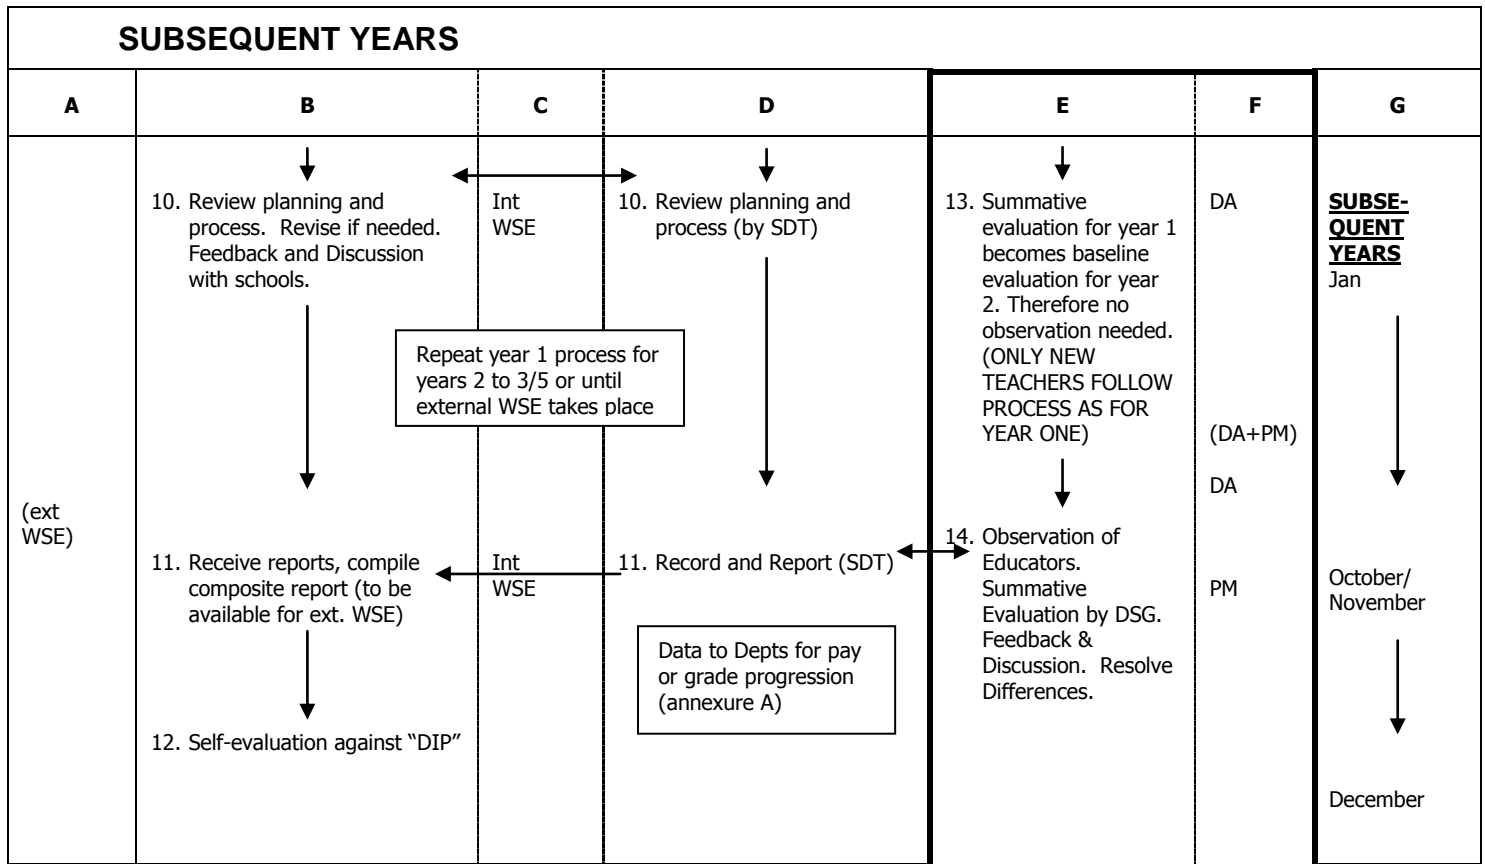 SUBSEQUENT YEARS
A
B
C
D
E
F
G
(ext
WSE)
10. Review planning and
process.  Revise if needed.
Feedback and Discussion
with schools.
11. Receive reports, compile
composite report (to be
available for ext. WSE)
12. Self-evaluation against “DIP”
Int
WSE
Int
WSE
Repeat year 1 process for
years 2 to 3/5 or until
external WSE takes place
10. Review planning and
process (by SDT)
11. Record and Report (SDT)
Data to Depts for pay
or grade progression
(annexure A)
13. Summative
evaluation for year 1
becomes baseline
evaluation for year
2. Therefore no
observation needed.
(ONLY NEW
TEACHERS FOLLOW
PROCESS AS FOR
YEAR ONE)
14. Observation of
Educators.
Summative
Evaluation by DSG.
Feedback &
Discussion.  Resolve
Differences.
DA
(DA+PM)
DA
PM
SUBSE-
QUENT
YEARS
Jan
October/
November
December